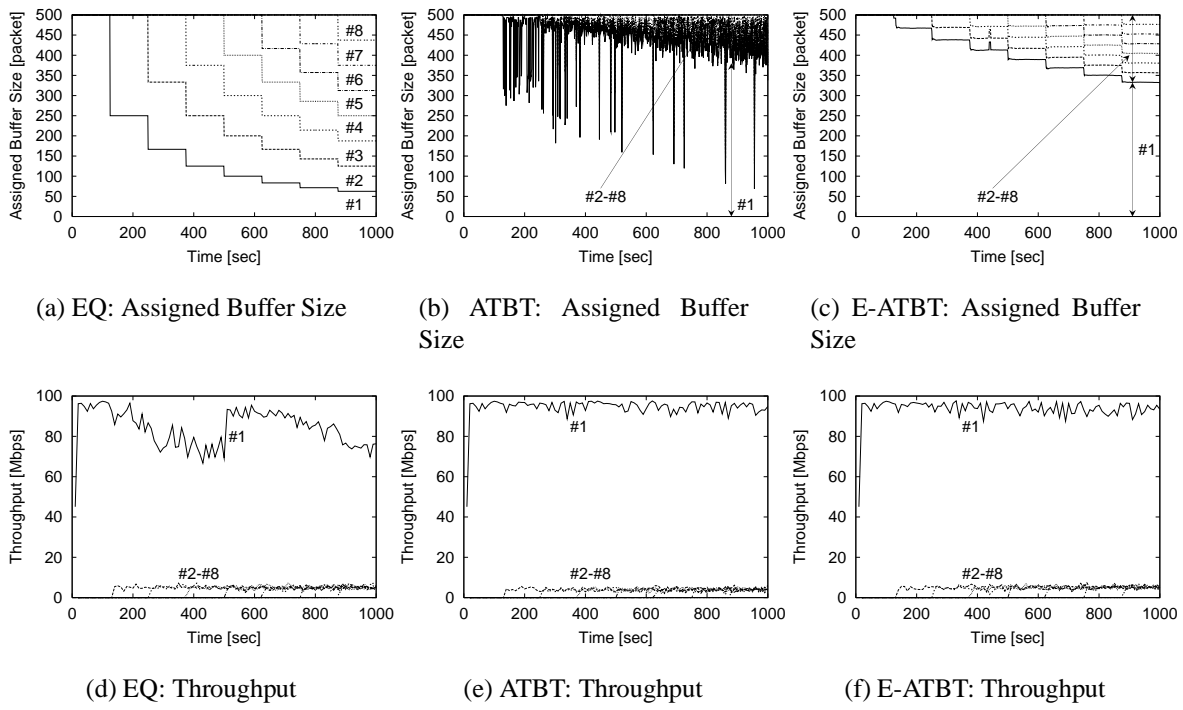 500
450
400
350
300
250
200
150
100
50
0
Assigned Buffer Size [packet]
#8
#7
#6
#5
#4
#3
#2
#1
0 200 400 600 800 1000
Time [sec]
(a) EQ: Assigned Buffer Size
500
450
400
350
300
250
200
150
100
50
0
Assigned Buffer Size [packet]
#2-#8
#1
0 200 400 600 800 1000
Time [sec]
(b) ATBT: Assigned Buffer
Size
500
450
400
350
300
250
200
150
100
50
0
Assigned Buffer Size [packet]
#1
#2-#8
0 200 400 600 800 1000
Time [sec]
(c) E-ATBT: Assigned Buffer
Size
100
80
60
40
20
0
Throughput [Mbps]
#1
#2-#8
0 200 400 600 800 1000
Time [sec]
(d) EQ: Throughput
100
80
60
40
20
0
Throughput [Mbps]
#1
#2-#8
0 200 400 600 800 1000
Time [sec]
(e) ATBT: Throughput
100
80
60
40
20
0
Throughput [Mbps]
#1
#2-#8
0 200 400 600 800 1000
Time [sec]
(f) E-ATBT: Throughput